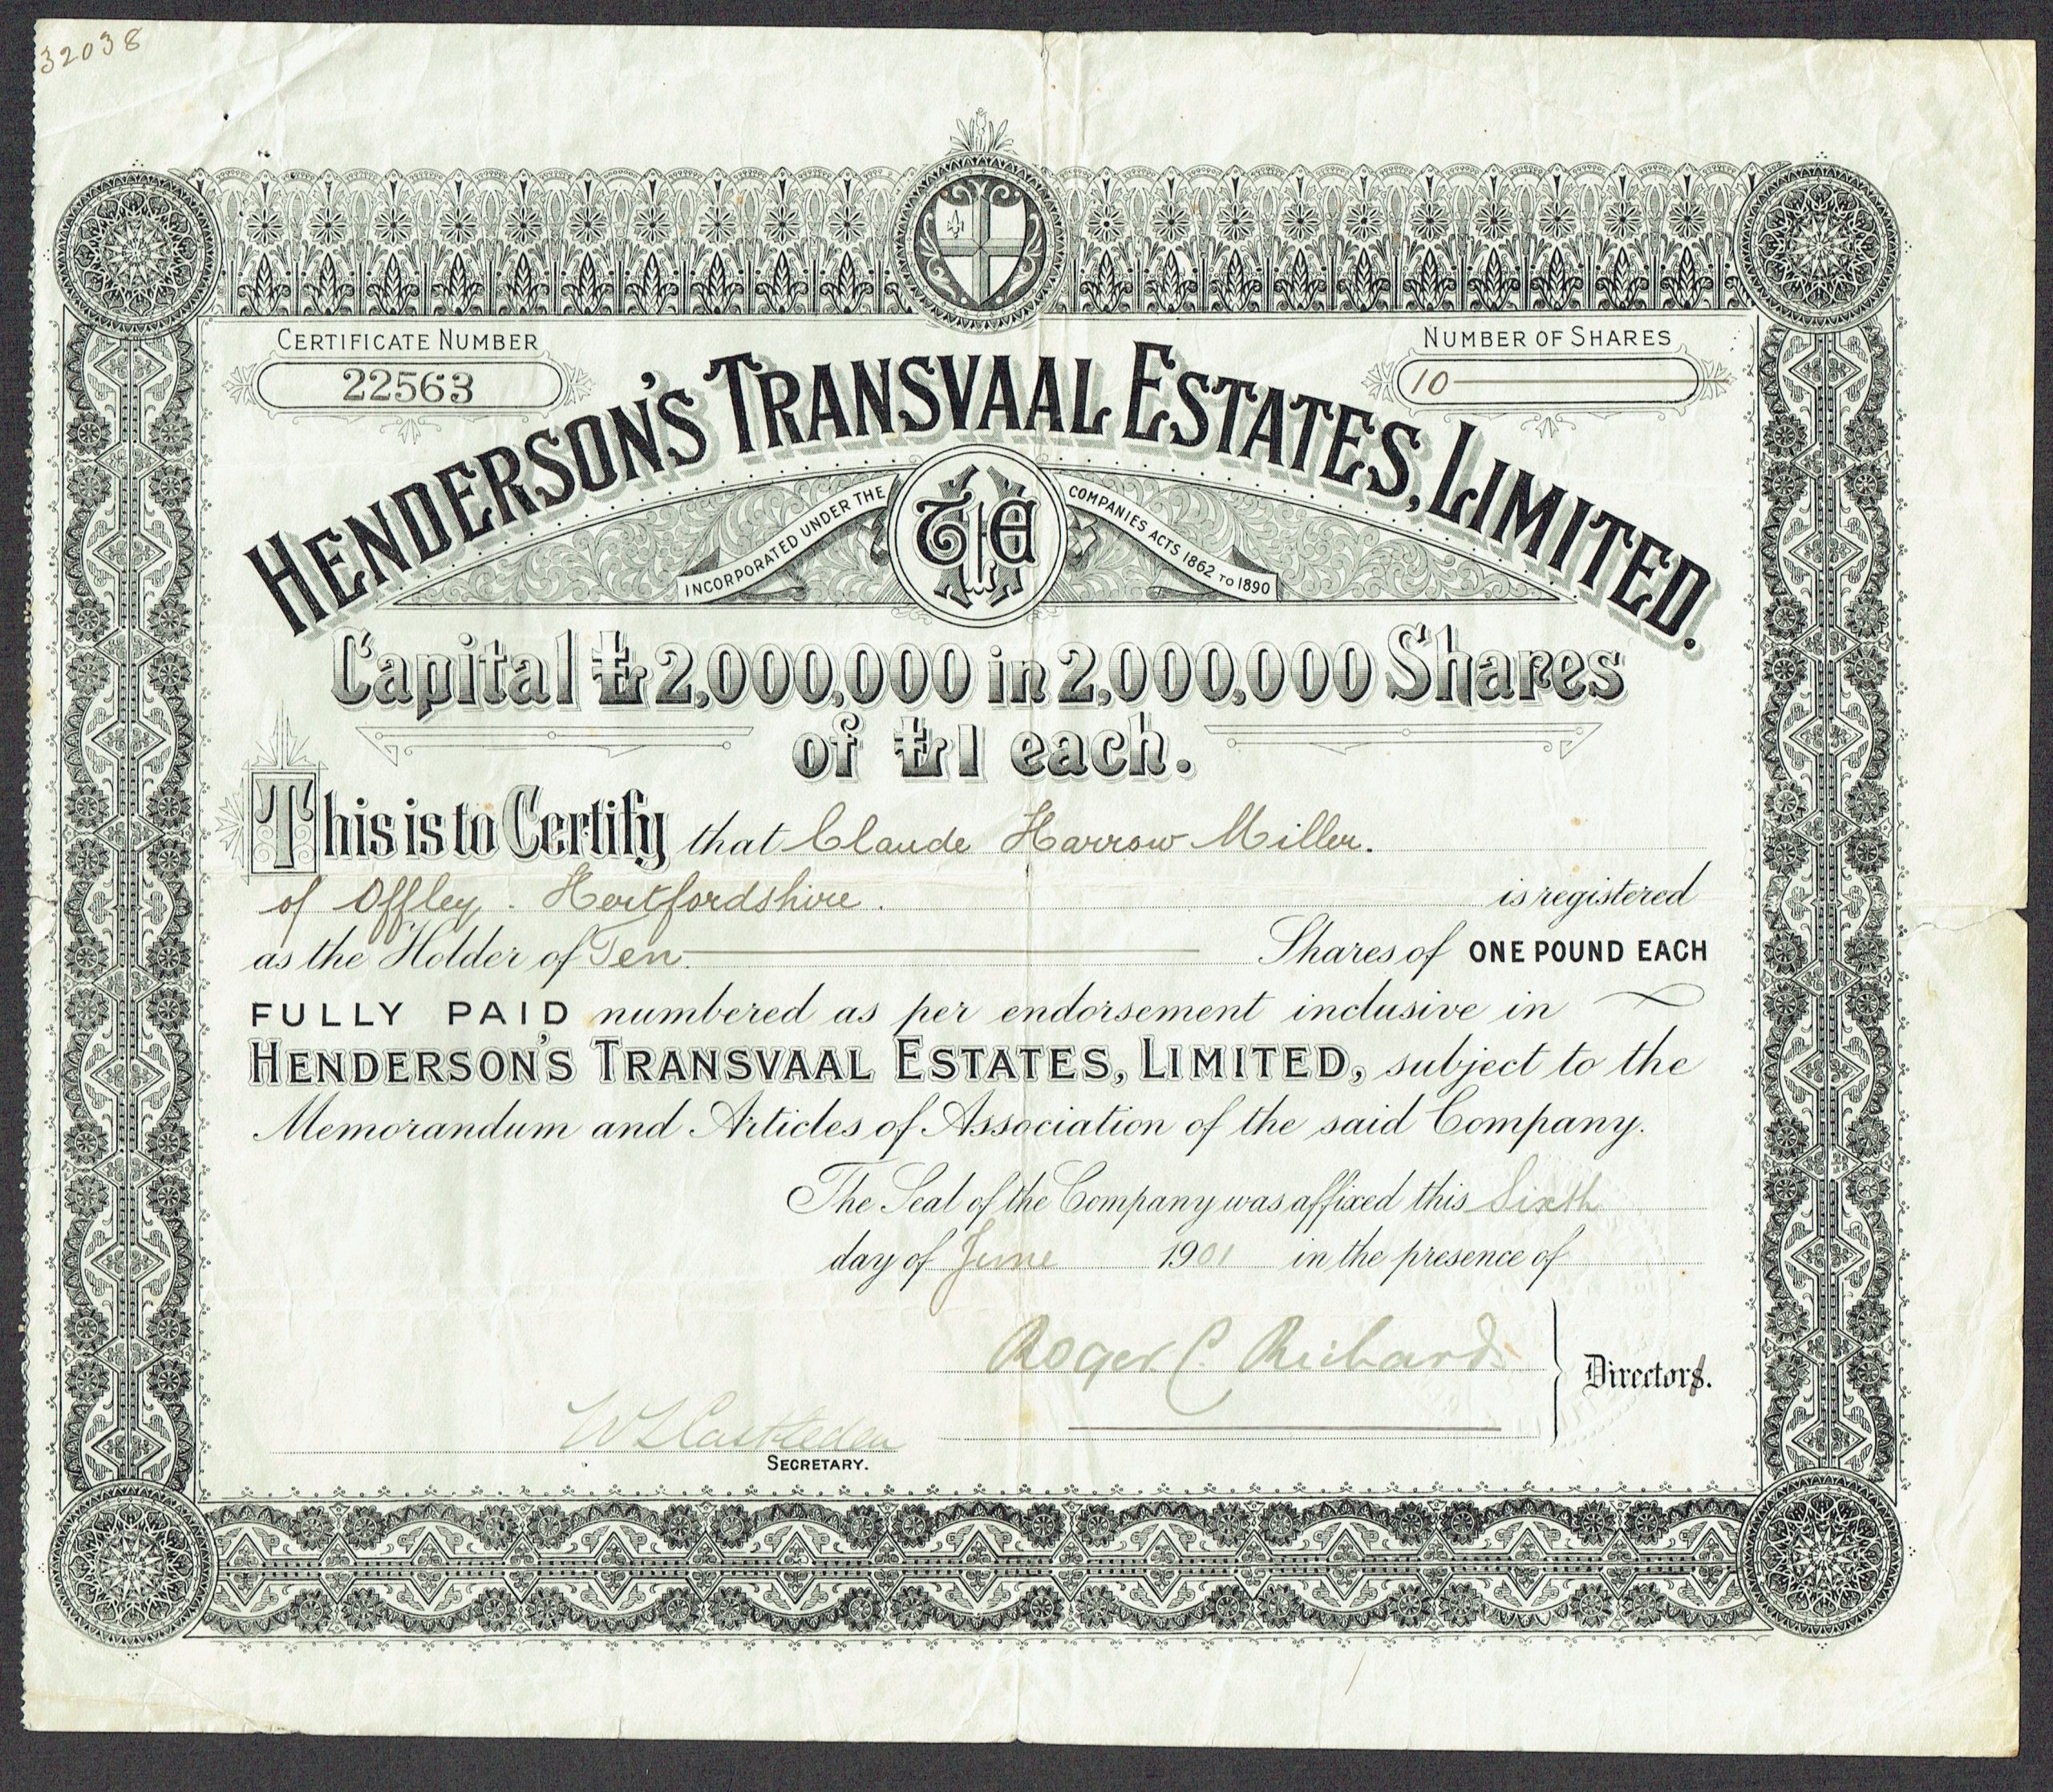 32038
CERTIFICATE NUMBER
22563
NUMBER OF SHARES
10
HENDERSON'S TRANSVAAL ESTATES, LIMITED.
INCORPORATED UNDER THE COMPANIES ACTS 1862 TO 1890
HTE
Capital £2,000,000 in 2,000,000 Shares
of £1 each.
This is to Certify that Claude Harrow Miller.
of Offley. Hertfordshire. is registered
as the Holder of Ten. Shares of ONE POUND EACH
FULLY PAID numbered as per endorsement inclusive in
HENDERSON'S TRANSVAAL ESTATES, LIMITED, subject to the
Memorandum and Articles of Association of the said Company.
The Seal of the Company was affixed this Sixth
day of June 1901 in the presence of
Roger C. Richards
Directors.
SECRETARY.